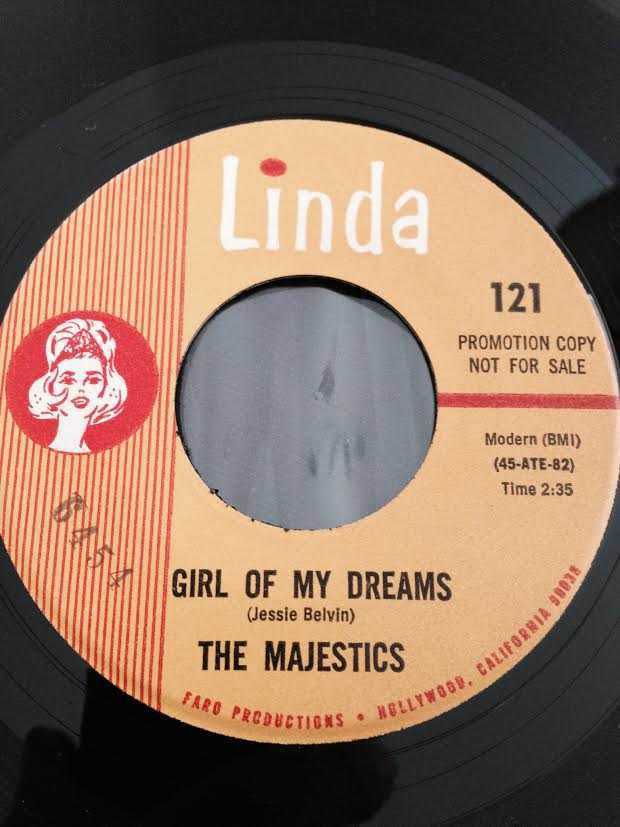 Linda
121
PROMOTION COPY
NOT FOR SALE
Modern (BMI)
(45-ATE-82)
Time 2:35
6454
GIRL OF MY DREAMS
(Jessie Belvin)
THE MAJESTICS
FARO PRODUCTIONS • HOLLYWOOD, CALIFORNIA 90038